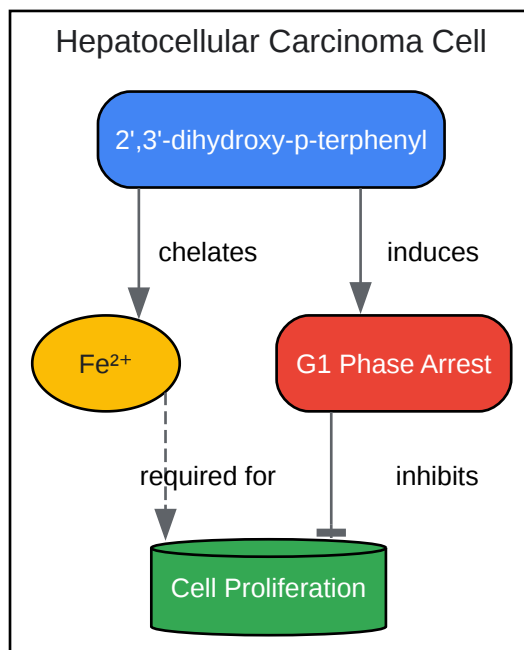 Hepatocellular Carcinoma Cell
2',3'-dihydroxy-p-terphenyl
chelates
induces
Fe²⁺
G1 Phase Arrest
required for
inhibits
Cell Proliferation